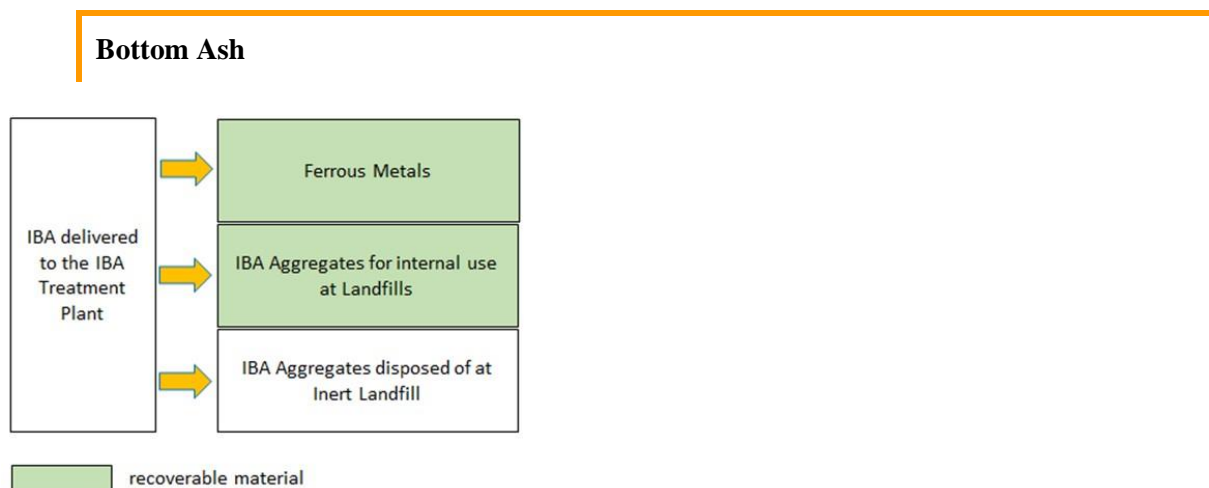 Bottom Ash
IBA delivered
to the IBA
Treatment
Plant
Ferrous Metals
IBA Aggregates for internal use
at Landfills
IBA Aggregates disposed of at
Inert Landfill
recoverable material